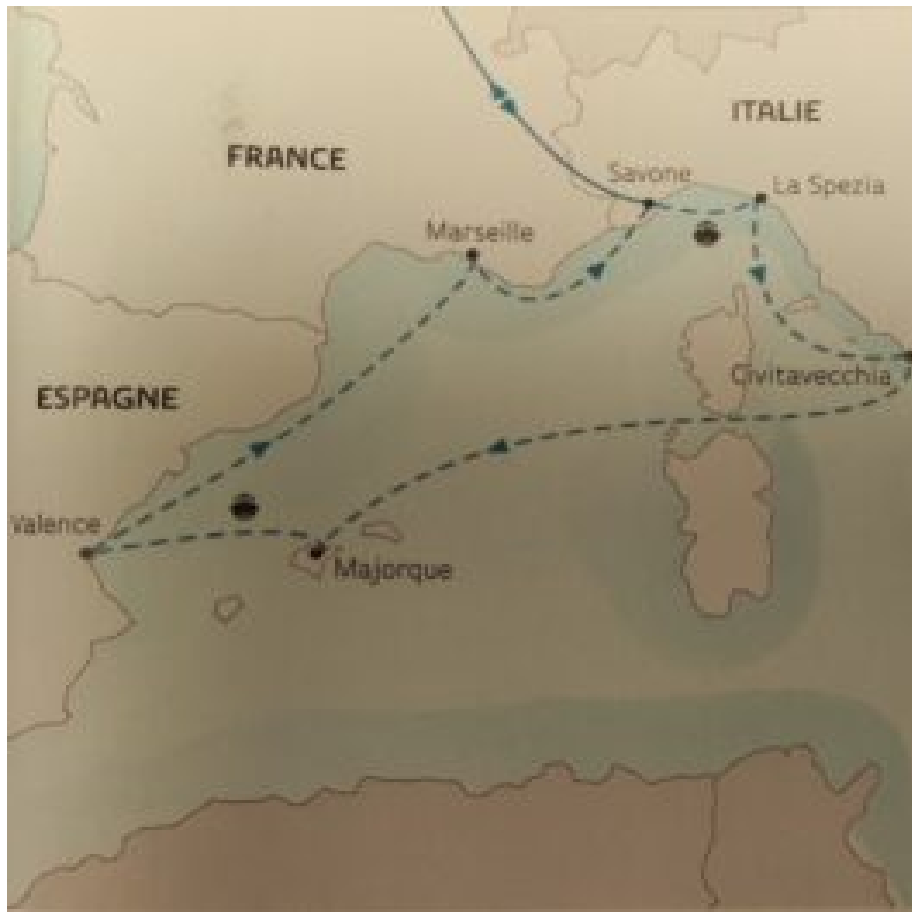 ITALIE
FRANCE
Savone
La Spezia
Marseille
Civitavecchia
ESPAGNE
Valence
Majorque